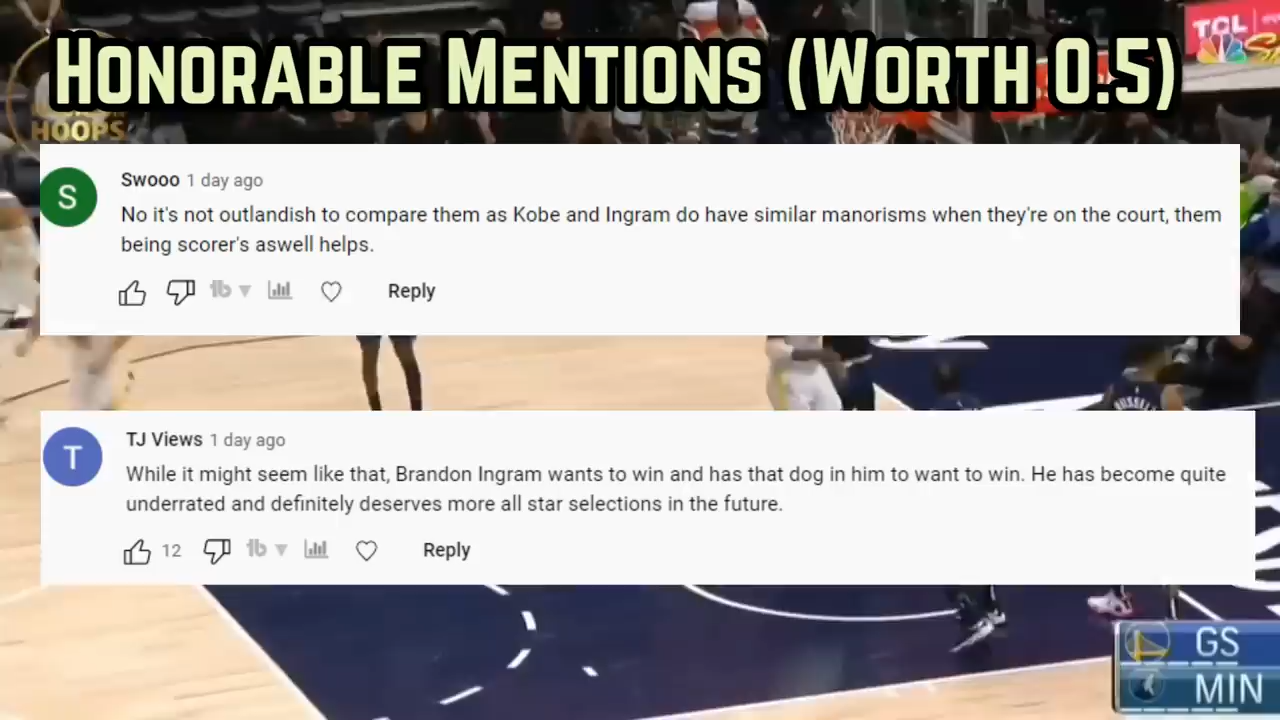 HONORABLE MENTIONS (WORTH 0.5)
TCL
HOOPS
Swooo 1 day ago
No it's not outlandish to compare them as Kobe and Ingram do have similar manorisms when they're on the court, them
being scorer's aswell helps.
Reply
RUSSELL
TJ Views 1 day ago
While it might seem like that, Brandon Ingram wants to win and has that dog in him to want to win. He has become quite
underrated and definitely deserves more all star selections in the future.
12 Reply
GS
MIN